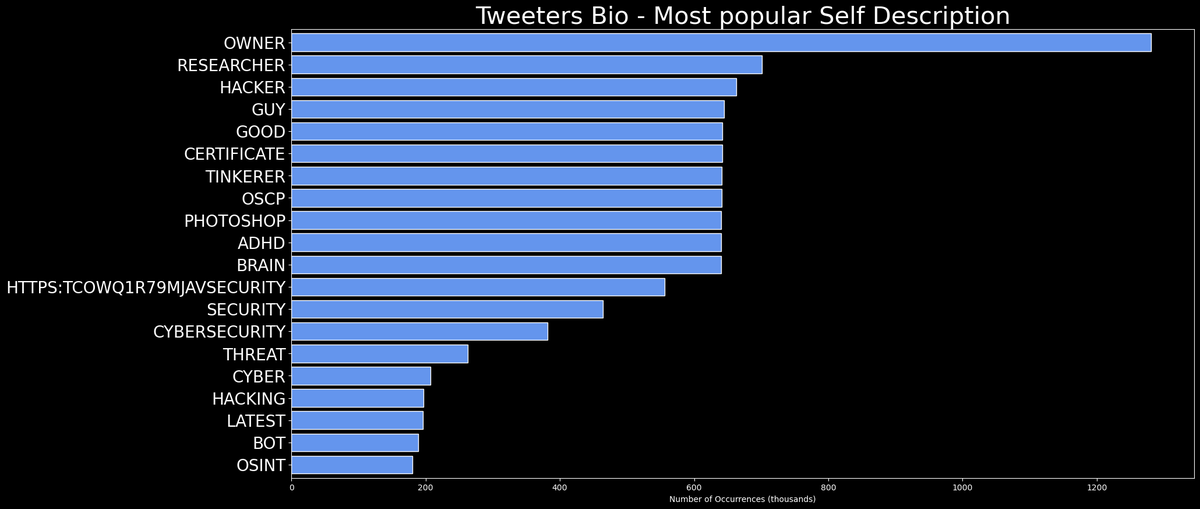 Tweeters Bio - Most popular Self Description
OWNER
RESEARCHER
HACKER
GUY
GOOD
CERTIFICATE
TINKERER
OSCP
PHOTOSHOP
ADHD
BRAIN
HTTPS:TCOWQ1R79MJAVSECURITY
SECURITY
CYBERSECURITY
THREAT
CYBER
HACKING
LATEST
BOT
OSINT
0 200 400 600 800 1000 1200
Number of Occurrences (thousands)